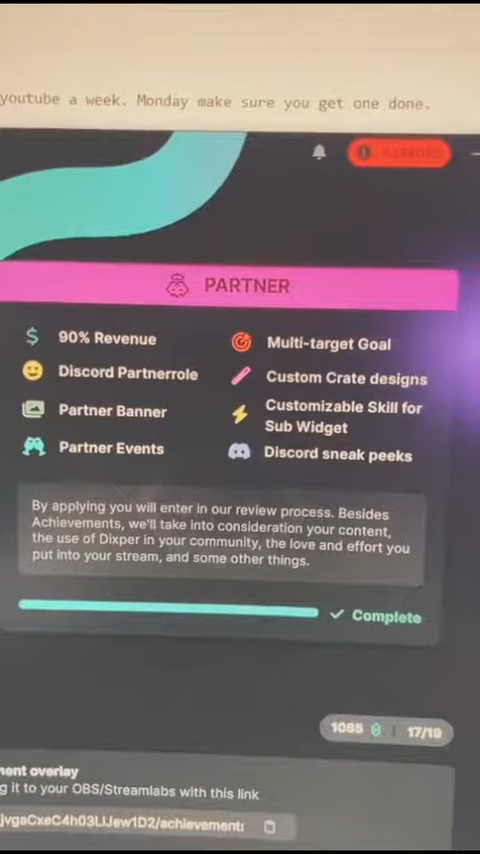 youtube a week. Monday make sure you get one done.
PARTNER
$ 90% Revenue
Multi-target Goal
Discord Partnerrole
Custom Crate designs
Partner Banner
Customizable Skill for
Sub Widget
Partner Events
Discord sneak peeks
By applying you will enter in our review process. Besides
Achievements, we'll take into consideration your content,
the use of Dixper in your community, the love and effort you
put into your stream, and some other things.
Complete
1085 | 17/19
ment overlay
g it to your OBS/Streamlabs with this link